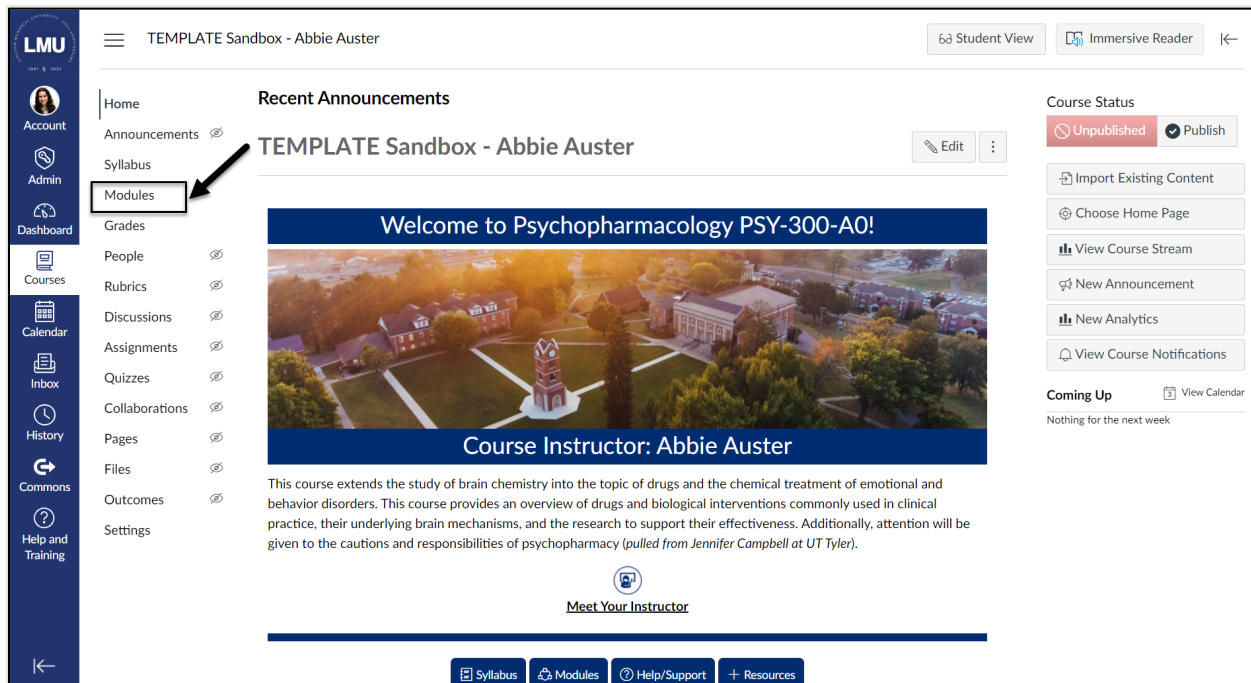 LMU
Account
Admin
Dashboard
Courses
Calendar
Inbox
History
Commons
Help and
Training
TEMPLATE Sandbox - Abbie Auster
Student View
Immersive Reader
Home
Announcements
Syllabus
Modules
Grades
People
Rubrics
Discussions
Assignments
Quizzes
Collaborations
Pages
Files
Outcomes
Settings
Recent Announcements
TEMPLATE Sandbox - Abbie Auster
Edit
Welcome to Psychopharmacology PSY-300-A0!
Course Instructor: Abbie Auster
This course extends the study of brain chemistry into the topic of drugs and the chemical treatment of emotional and
behavior disorders. This course provides an overview of drugs and biological interventions commonly used in clinical
practice, their underlying brain mechanisms, and the research to support their effectiveness. Additionally, attention will be
given to the cautions and responsibilities of psychopharmacy (pulled from Jennifer Campbell at UT Tyler).
Meet Your Instructor
Syllabus
Modules
Help/Support
+ Resources
Course Status
Unpublished
Publish
Import Existing Content
Choose Home Page
View Course Stream
New Announcement
New Analytics
View Course Notifications
Coming Up
3 View Calendar
Nothing for the next week